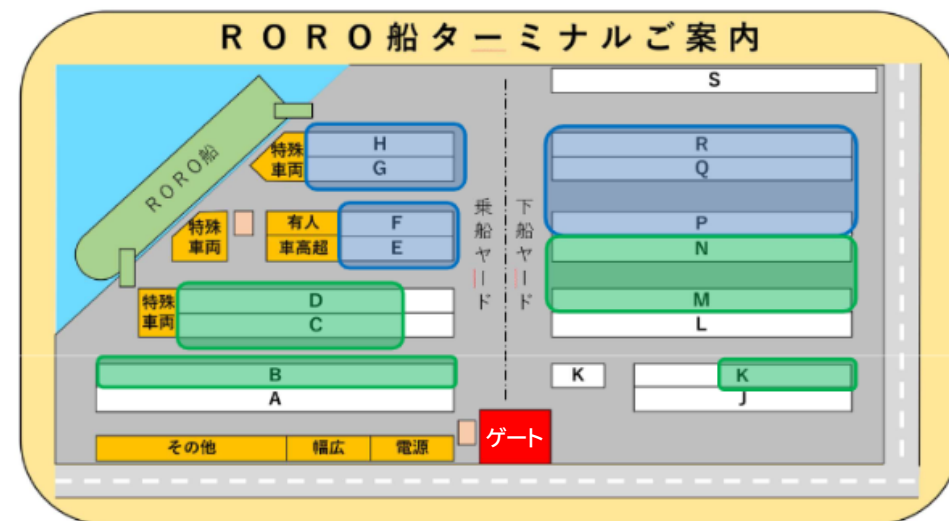 RORO船ターミナルご案内
S
H
R
特殊
車両
G
Q
RORO船
乗船ヤード
下船ヤード
特殊
車両
有人
F
P
車高超
E
N
特殊
車両
D
M
C
L
B
K
K
A
J
その他
幅広
電源
ゲート